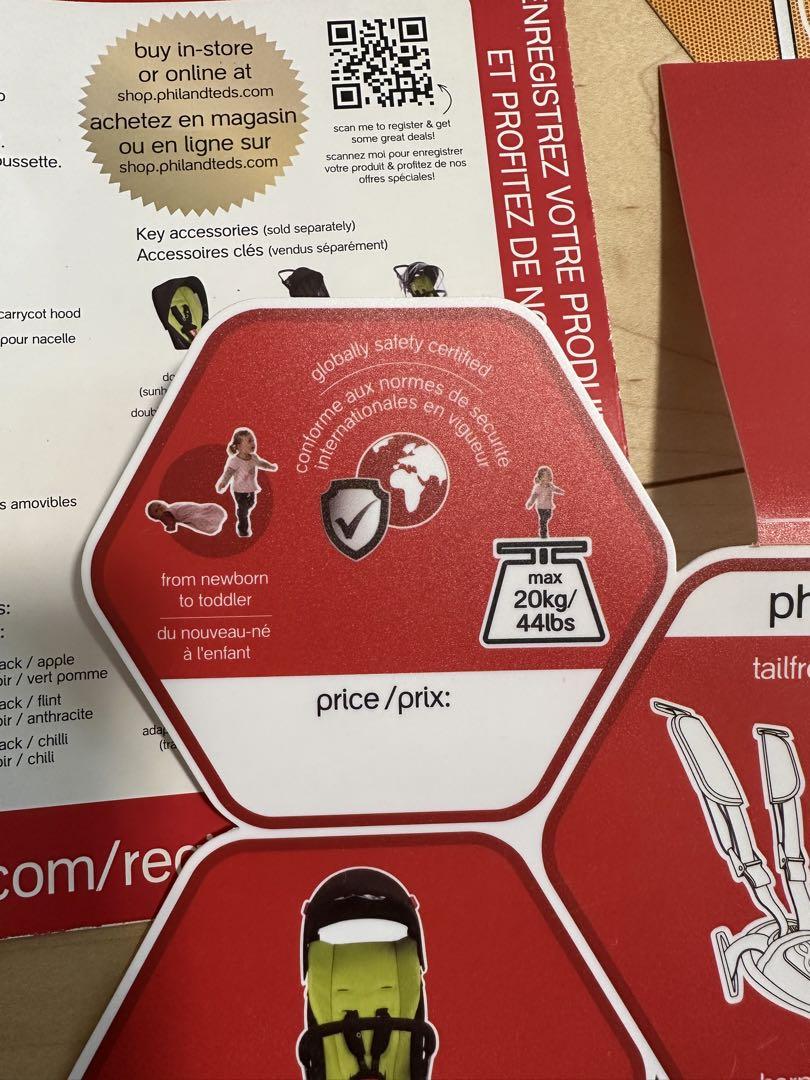 buy in-store
or online at
shop.philandteds.com
achetez en magasin
ou en ligne sur
shop.philandteds.com
scan me to register & get
some great deals!
scannez moi pour enregistrer
votre produit & profitez de nos
offres spéciales!
ENREGISTREZ VOTRE PRODUI
ET PROFITEZ DE NO
Key accessories (sold separately)
Accessoires clés (vendus séparément)
carrycot hood
pour nacelle
s amovibles
ack / apple
oir / vert pomme
ack / flint
oir / anthracite
ack / chilli
oir / chili
globally safety certified
conforme aux normes de sécurité
internationales en vigueur
from newborn
to toddler
du nouveau-né
à l'enfant
max
20kg/
44lbs
price/prix:
ph
tailfr
.com/reg